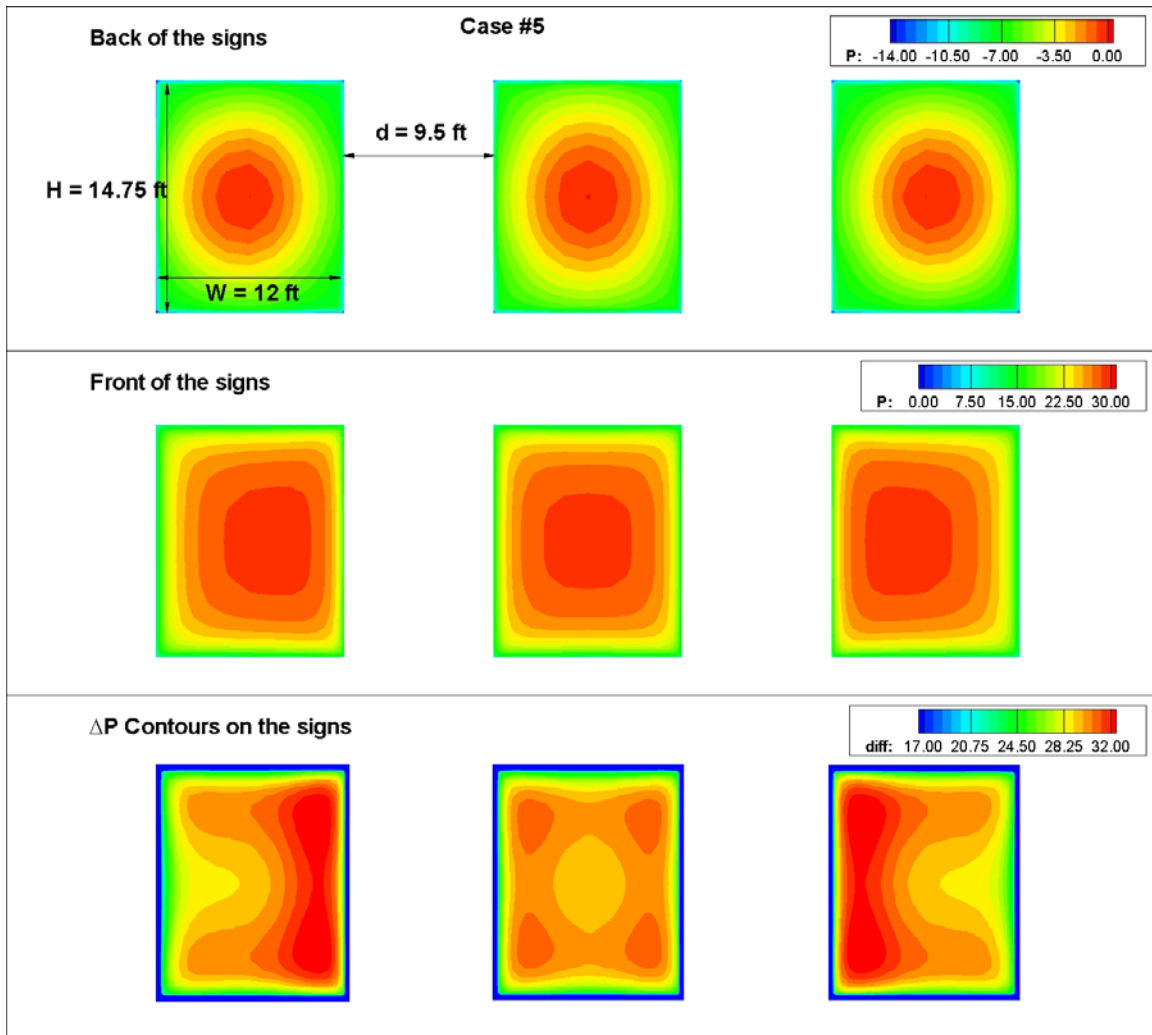 Case #5
Back of the signs
P: -14.00 -10.50 -7.00 -3.50 0.00
d = 9.5 ft
H = 14.75 ft
W = 12 ft
Front of the signs
P: 0.00 7.50 15.00 22.50 30.00
ΔP Contours on the signs
diff: 17.00 20.75 24.50 28.25 32.00